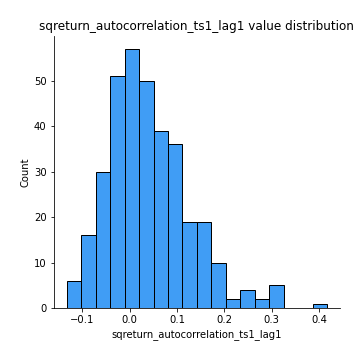 sqreturn_autocorrelation_ts1_lag1 value distribution
50
40
30
20
10
0
Count
−0.1 0.0 0.1 0.2 0.3 0.4
sqreturn_autocorrelation_ts1_lag1